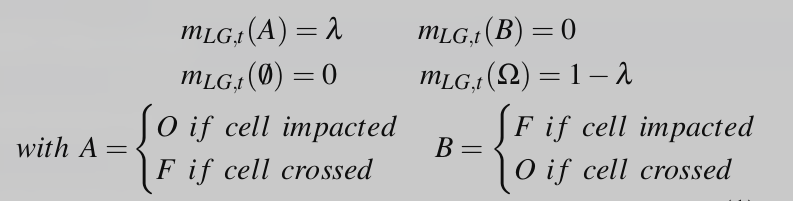 m_{LG,t}(A) = λ    m_{LG,t}(B) = 0
m_{LG,t}(∅) = 0    m_{LG,t}(Ω) = 1 − λ
with A = { O if cell impacted    B = { F if cell impacted
F if cell crossed    O if cell crossed